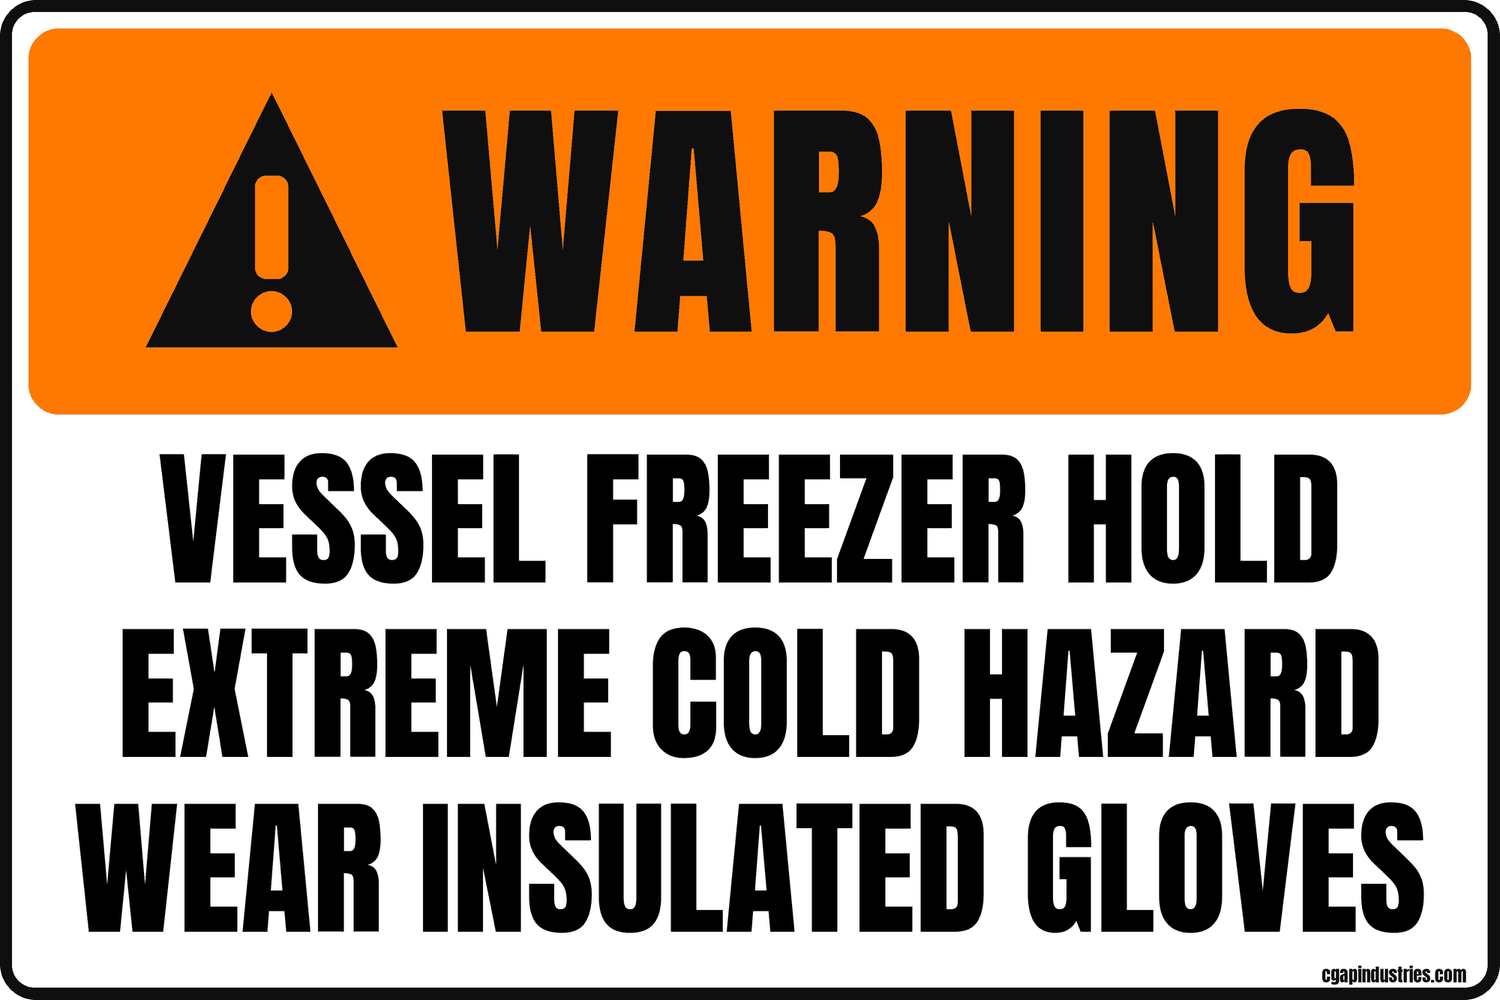 WARNING
VESSEL FREEZER HOLD
EXTREME COLD HAZARD
WEAR INSULATED GLOVES
cgapindustries.com